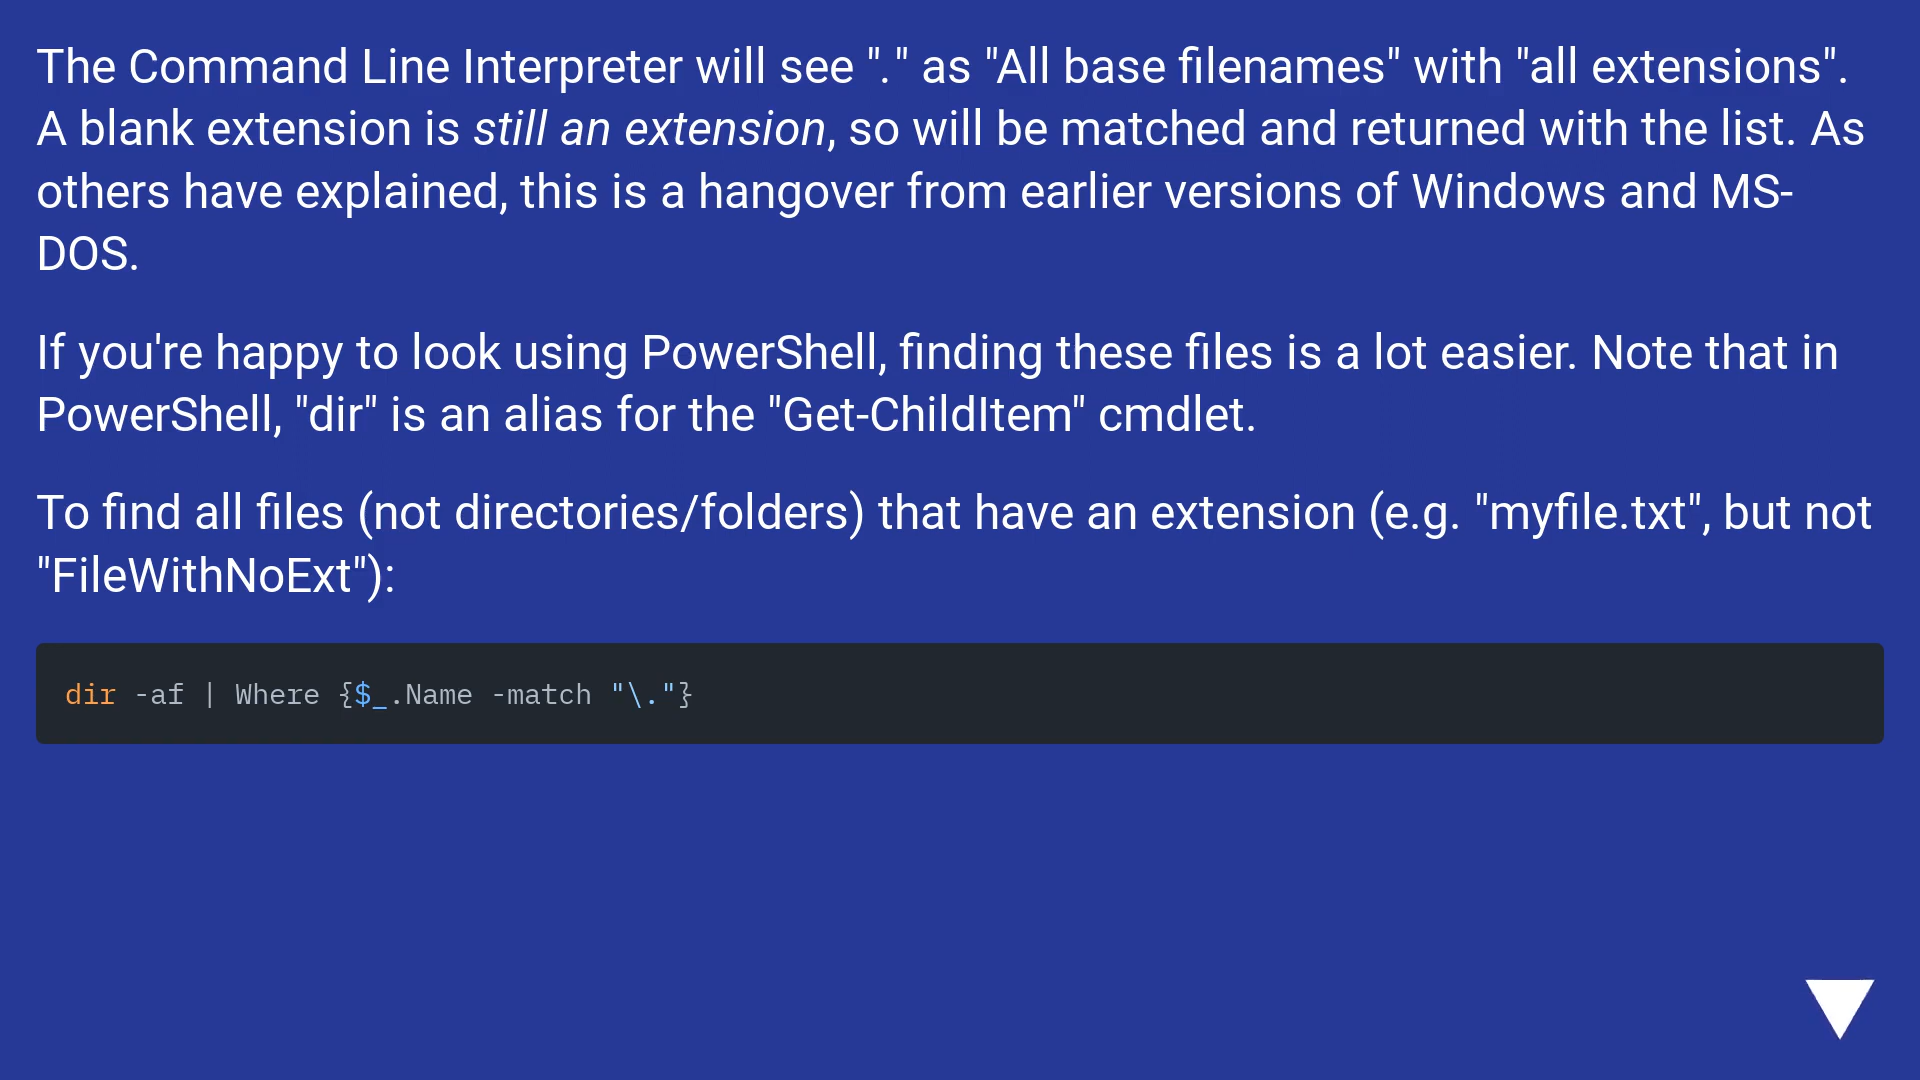 The Command Line Interpreter will see "." as "All base filenames" with "all extensions".
A blank extension is still an extension, so will be matched and returned with the list. As
others have explained, this is a hangover from earlier versions of Windows and MS-
DOS.
If you're happy to look using PowerShell, finding these files is a lot easier. Note that in
PowerShell, "dir" is an alias for the "Get-ChildItem" cmdlet.
To find all files (not directories/folders) that have an extension (e.g. "myfile.txt", but not
"FileWithNoExt"):
dir -af | Where {$_.Name -match "\."}